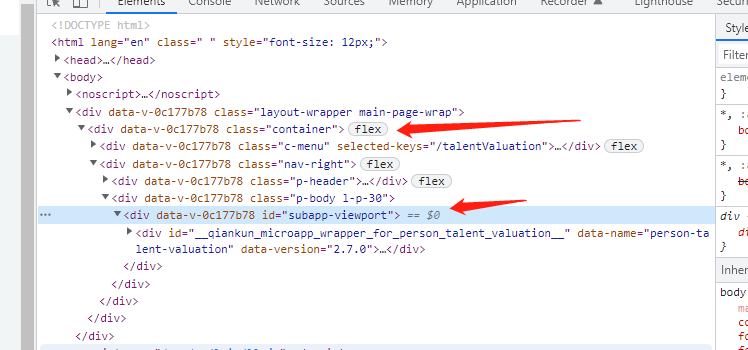 Elements Console Sources Network Performance Memory Application Recorder Lighthouse Secu
<!DOCTYPE html>
<html lang="en" class=" " style="font-size: 12px;">
<head>…</head>
<body>
<noscript>…</noscript>
<div data-v-0c177b78 class="layout-wrapper main-page-wrap">
<div data-v-0c177b78 class="container"> flex
<div data-v-0c177b78 class="c-menu" selected-keys="/talentValuation">…</div> flex
<div data-v-0c177b78 class="nav-right"> flex
<div data-v-0c177b78 class="p-header">…</div> flex
<div data-v-0c177b78 class="p-body l-p-30">
… <div data-v-0c177b78 id="subapp-viewport"> == $0
<div id="__qiankun_microapp_wrapper_for_person_talent_valuation__" data-name="person-ta
lent-valuation" data-version="2.7.0">…</div>
</div>
</div>
</div>
</div>
</div>
Style
Filter
eleme
}
*, :
bo
}
*, :a
bo
}
div
di
}
Inher
body
ma
co
fo